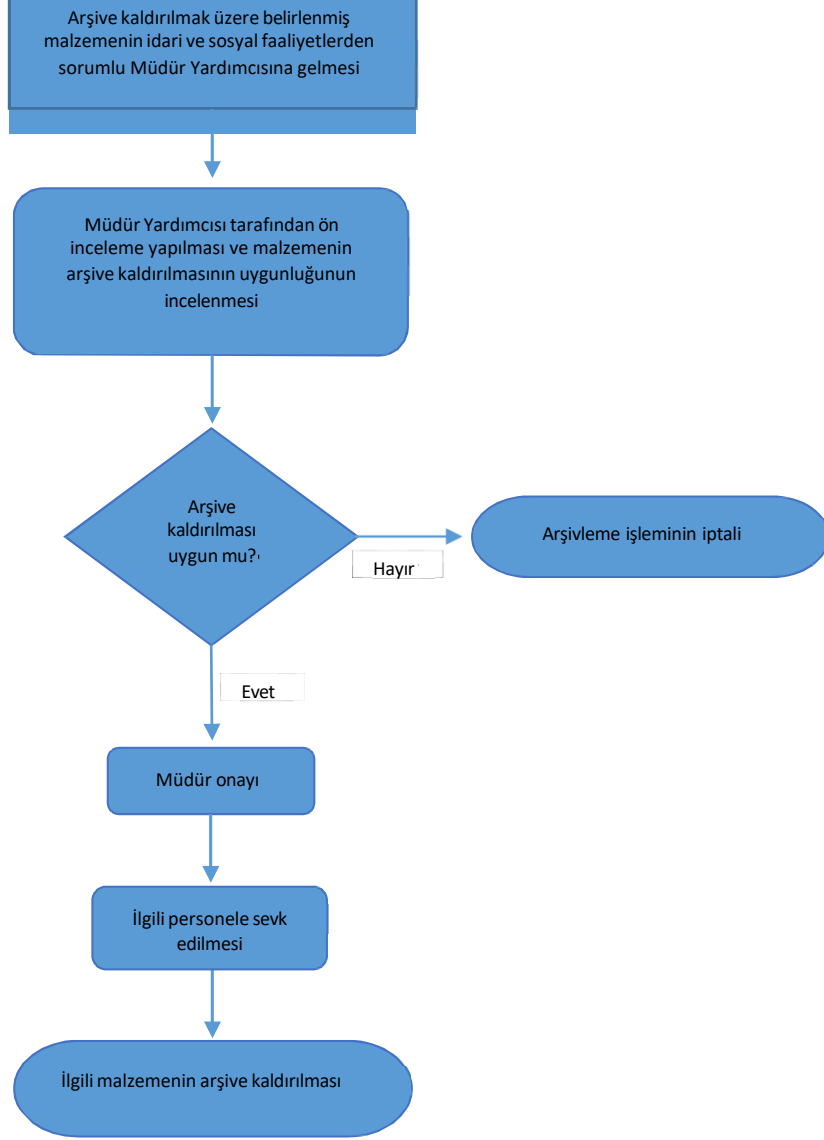 Arşive kaldırılmak üzere belirlenmiş
malzemenin idari ve sosyal faaliyetlerden
sorumlu Müdür Yardımcısına gelmesi
Müdür Yardımcısı tarafından ön
inceleme yapılması ve malzemenin
arşive kaldırılmasının uygunluğunun
incelenmesi
Arşive
kaldırılması
uygun mu?
Arşivleme işleminin iptali
Hayır
Evet
Müdür onayı
İlgili personele sevk
edilmesi
İlgili malzemenin arşive kaldırılması